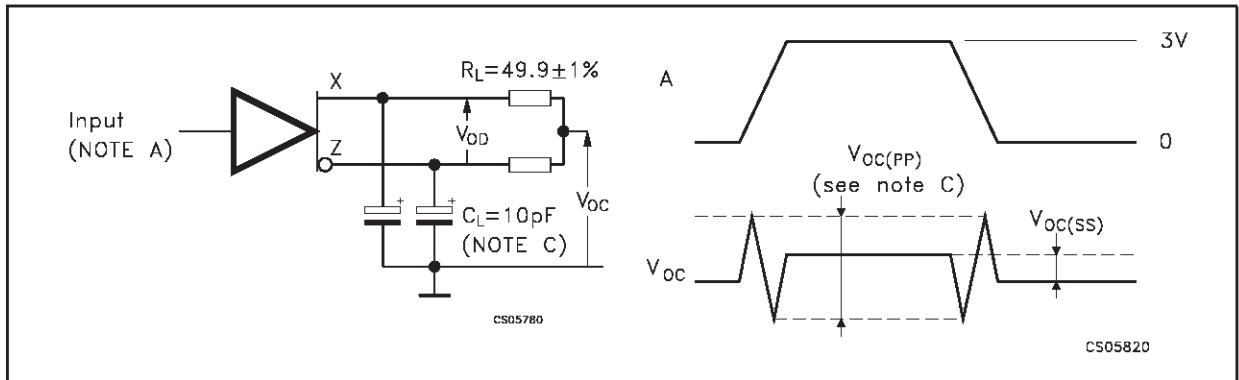 Input
(NOTE A)
X
Z
R_L=49.9±1%
V_OD
V_OC
+
+
C_L=10pF
(NOTE C)
CS05780
A
3V
0
V_OC(PP)
(see note C)
V_OC(SS)
V_OC
CS05820